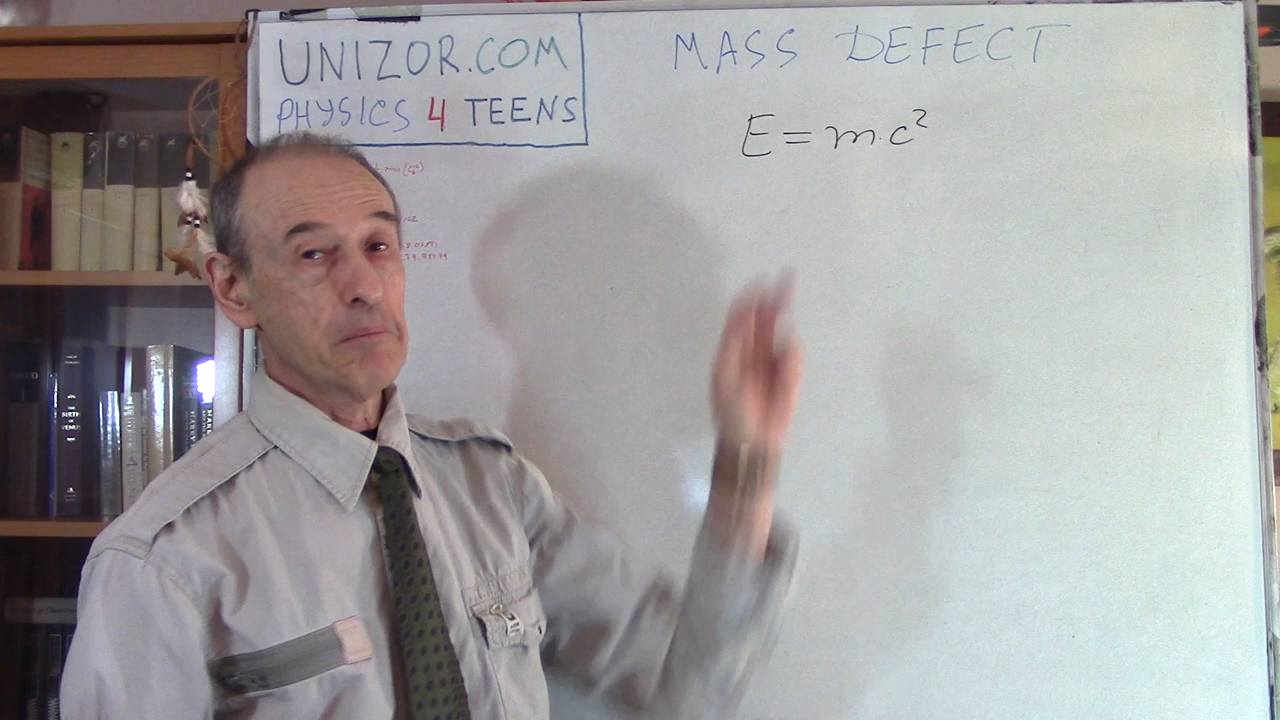 UNIZOR.COM
PHYSICS 4 TEENS
MASS DEFECT
E = m·c²